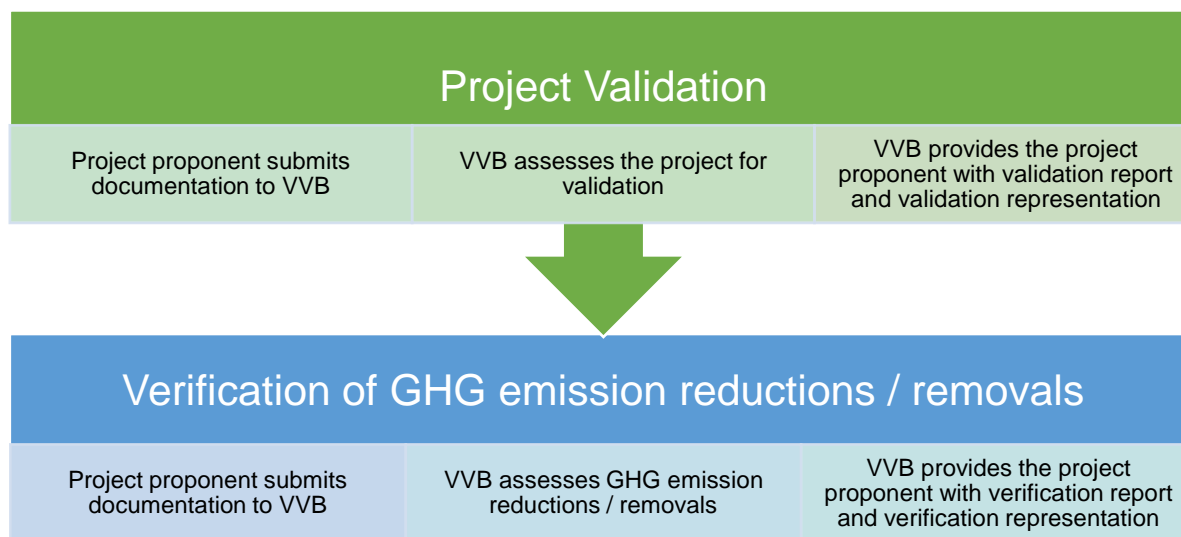 Project Validation
Project proponent submits
documentation to VVB
VVB assesses the project for
validation
VVB provides the project
proponent with validation report
and validation representation
Verification of GHG emission reductions / removals
Project proponent submits
documentation to VVB
VVB assesses GHG emission
reductions / removals
VVB provides the project
proponent with verification report
and verification representation